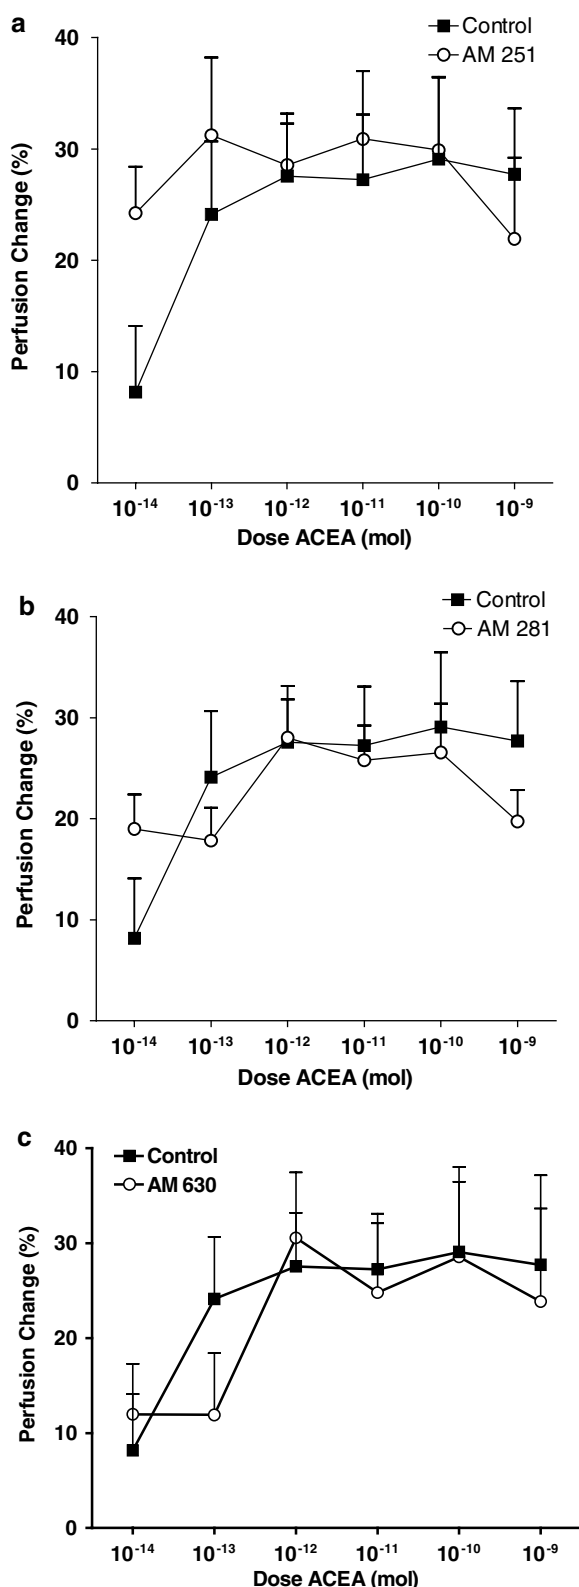 a
Control
AM 251
40
30
20
10
0
Perfusion Change (%)
10⁻¹⁴ 10⁻¹³ 10⁻¹² 10⁻¹¹ 10⁻¹⁰ 10⁻⁹
Dose ACEA (mol)
b
Control
AM 281
40
30
20
10
0
Perfusion Change (%)
10⁻¹⁴ 10⁻¹³ 10⁻¹² 10⁻¹¹ 10⁻¹⁰ 10⁻⁹
Dose ACEA (mol)
c
Control
AM 630
40
30
20
10
0
Perfusion Change (%)
10⁻¹⁴ 10⁻¹³ 10⁻¹² 10⁻¹¹ 10⁻¹⁰ 10⁻⁹
Dose ACEA (mol)